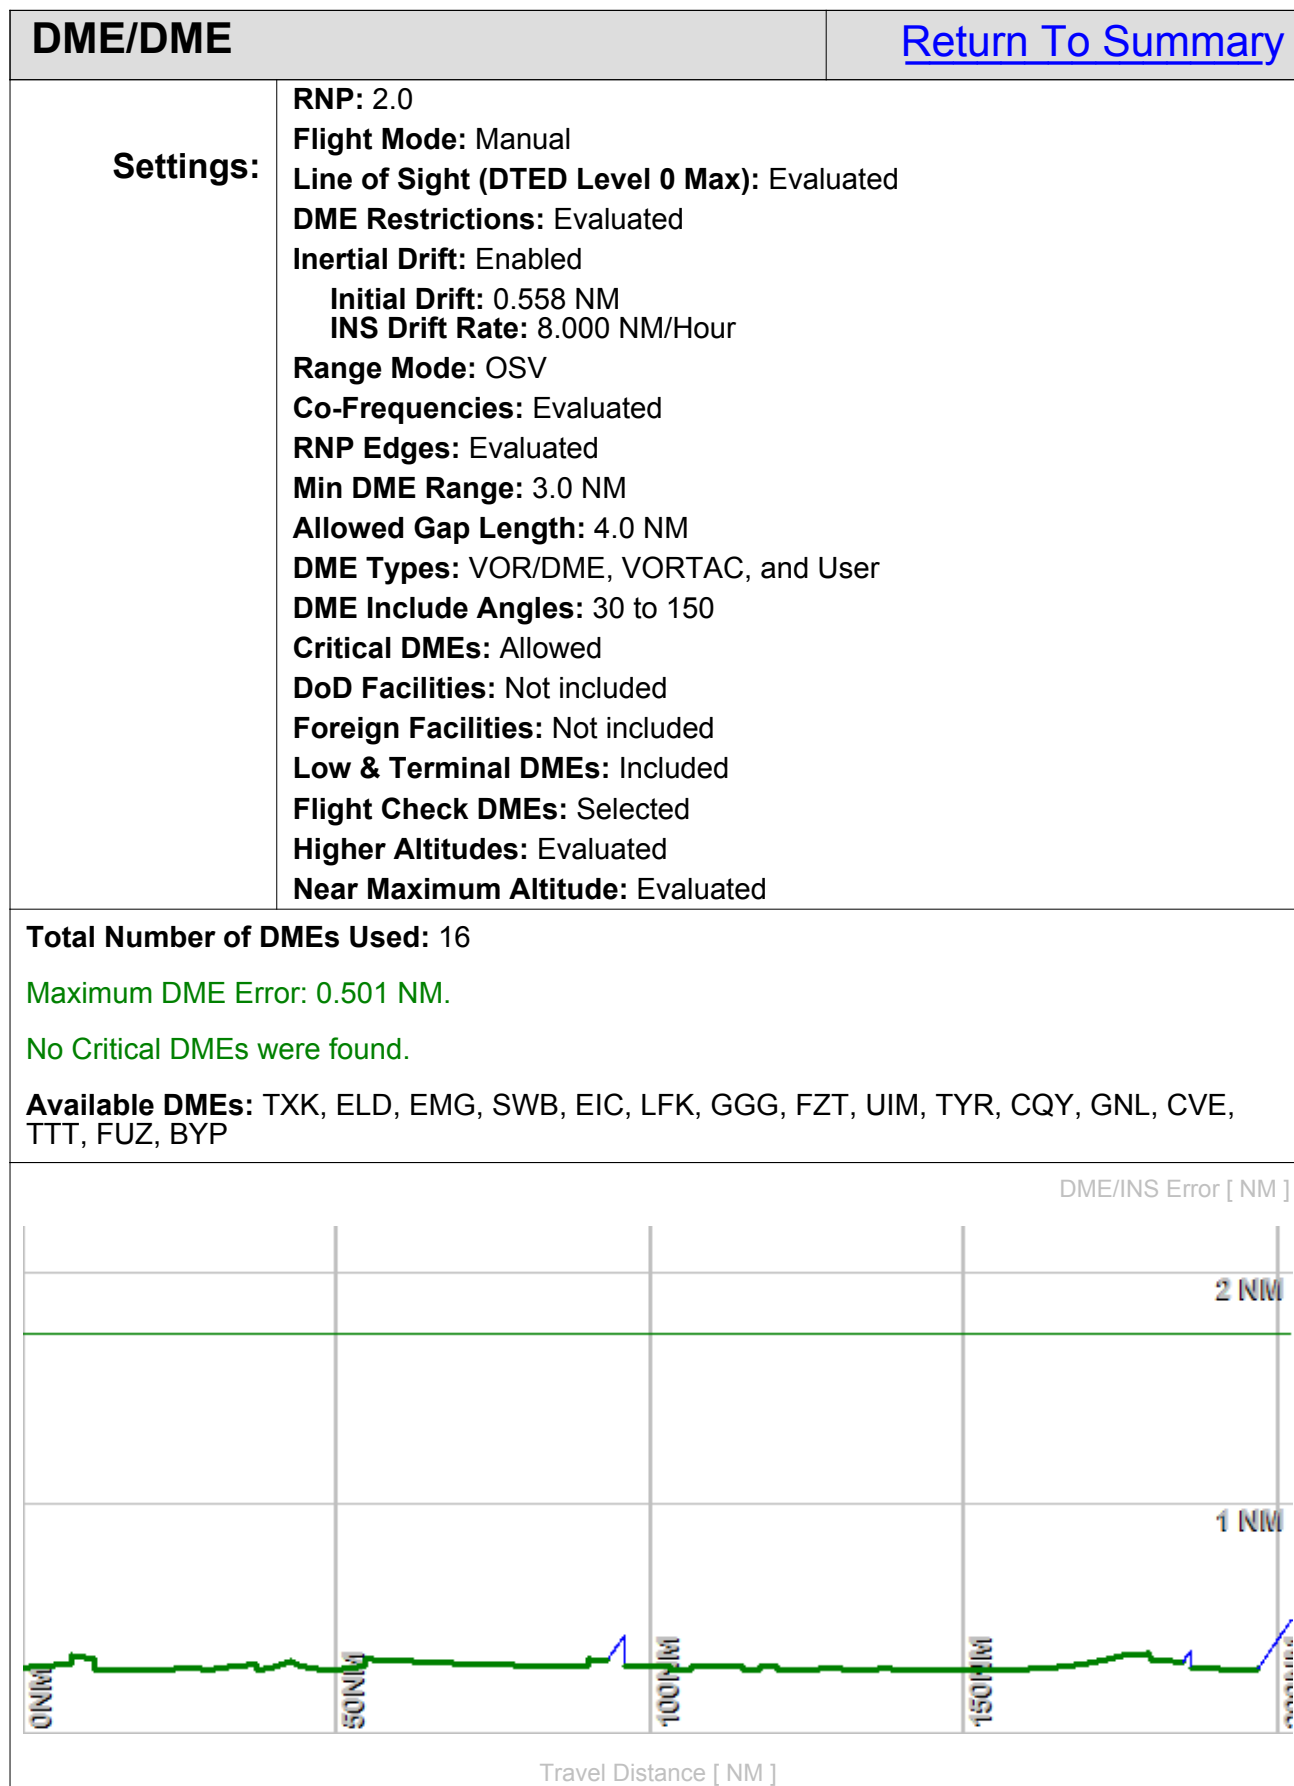 DME/DME
Return To Summary
Settings:
RNP: 2.0
Flight Mode: Manual
Line of Sight (DTED Level 0 Max): Evaluated
DME Restrictions: Evaluated
Inertial Drift: Enabled
Initial Drift: 0.558 NM
INS Drift Rate: 8.000 NM/Hour
Range Mode: OSV
Co-Frequencies: Evaluated
RNP Edges: Evaluated
Min DME Range: 3.0 NM
Allowed Gap Length: 4.0 NM
DME Types: VOR/DME, VORTAC, and User
DME Include Angles: 30 to 150
Critical DMEs: Allowed
DoD Facilities: Not included
Foreign Facilities: Not included
Low & Terminal DMEs: Included
Flight Check DMEs: Selected
Higher Altitudes: Evaluated
Near Maximum Altitude: Evaluated
Total Number of DMEs Used: 16
Maximum DME Error: 0.501 NM.
No Critical DMEs were found.
Available DMEs: TXK, ELD, EMG, SWB, EIC, LFK, GGG, FZT, UIM, TYR, CQY, GNL, CVE,
TTT, FUZ, BYP
DME/INS Error [ NM ]
2 NM
1 NM
0NM
50NM
100NM
150NM
Travel Distance [ NM ]